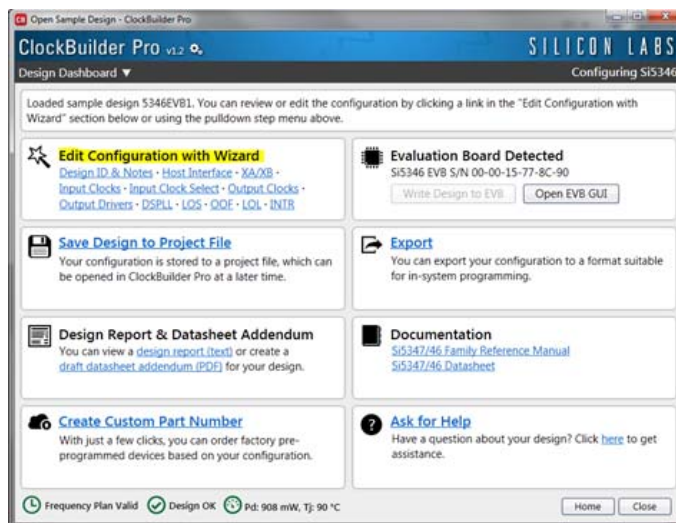 Open Sample Design - ClockBuilder Pro
ClockBuilder Pro v1.2
SILICON LABS
Design Dashboard ▼
Configuring Si5346
Loaded sample design 5346EVB1. You can review or edit the configuration by clicking a link in the "Edit Configuration with
Wizard" section below or using the pulldown step menu above.
Edit Configuration with Wizard
Design ID & Notes · Host Interface · XA/XB ·
Input Clocks · Input Clock Select · Output Clocks ·
Output Drivers · DSPLL · LOS · OOF · LOL · INTR
Evaluation Board Detected
Si5346 EVB S/N 00-00-15-77-8C-90
Write Design to EVB
Open EVB GUI
Save Design to Project File
Your configuration is stored to a project file, which can
be opened in ClockBuilder Pro at a later time.
Export
You can export your configuration to a format suitable
for in-system programming.
Design Report & Datasheet Addendum
You can view a design report (text) or create a
draft datasheet addendum (PDF) for your design.
Documentation
Si5347/46 Family Reference Manual
Si5347/46 Datasheet
Create Custom Part Number
With just a few clicks, you can order factory pre-
programmed devices based on your configuration.
Ask for Help
Have a question about your design? Click here to get
assistance.
Frequency Plan Valid
Design OK
Pd: 908 mW, Tj: 90 °C
Home
Close